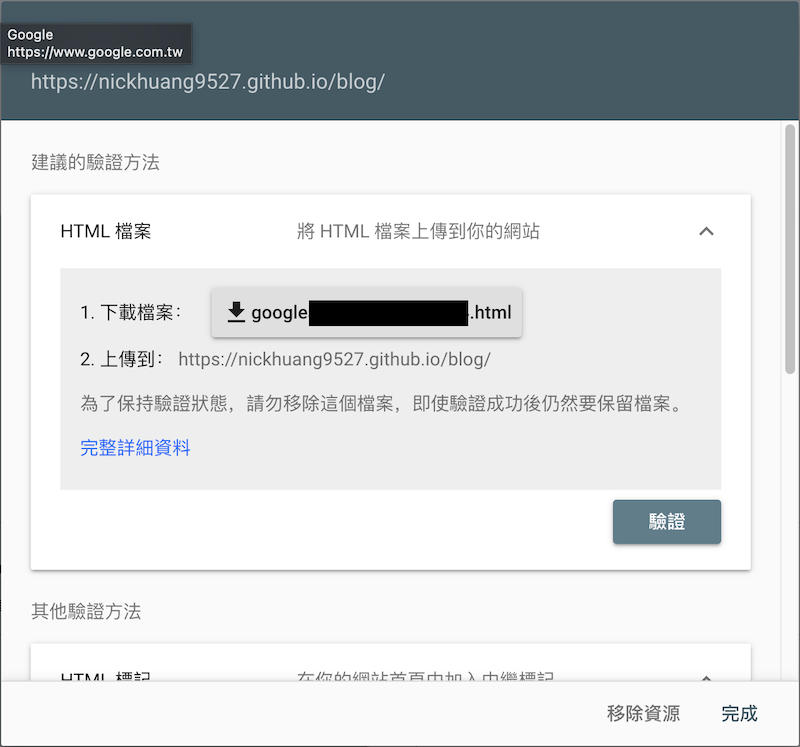 Google
https://www.google.com.tw
https://nickhuang9527.github.io/blog/
建議的驗證方法
HTML 檔案 將 HTML 檔案上傳到你的網站
1. 下載檔案： google .html
2. 上傳到： https://nickhuang9527.github.io/blog/
為了保持驗證狀態，請勿移除這個檔案，即使驗證成功後仍然要保留檔案。
完整詳細資料
驗證
其他驗證方法
HTML 標記 在你的網站首頁中加入中繼標記
移除資源 完成